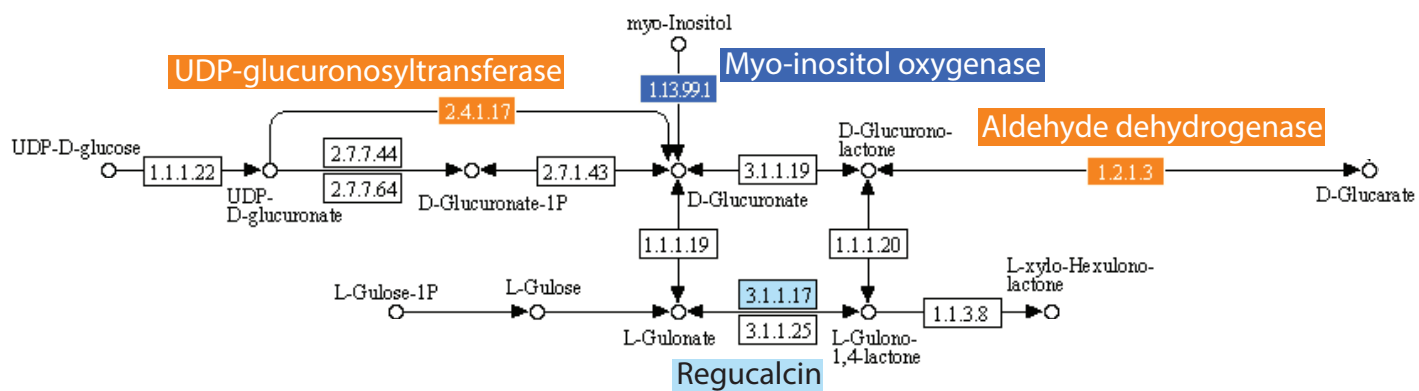 myo-Inositol
UDP-glucuronosyltransferase
Myo-inositol oxygenase
1.13.99.1
2.4.1.17
D-Glucurono-
lactone
Aldehyde dehydrogenase
UDP-D-glucose
1.1.1.22
2.7.7.44
2.7.7.64
2.7.1.43
3.1.1.19
1.2.1.3
UDP-
D-glucuronate
D-Glucuronate-1P
D-Glucuronate
D-Glucarate
1.1.1.19
1.1.1.20
L-xylo-Hexulono-
lactone
L-Gulose-1P
L-Gulose
3.1.1.17
3.1.1.25
1.1.3.8
L-Gulonate
L-Gulono-
1,4-lactone
Regucalcin